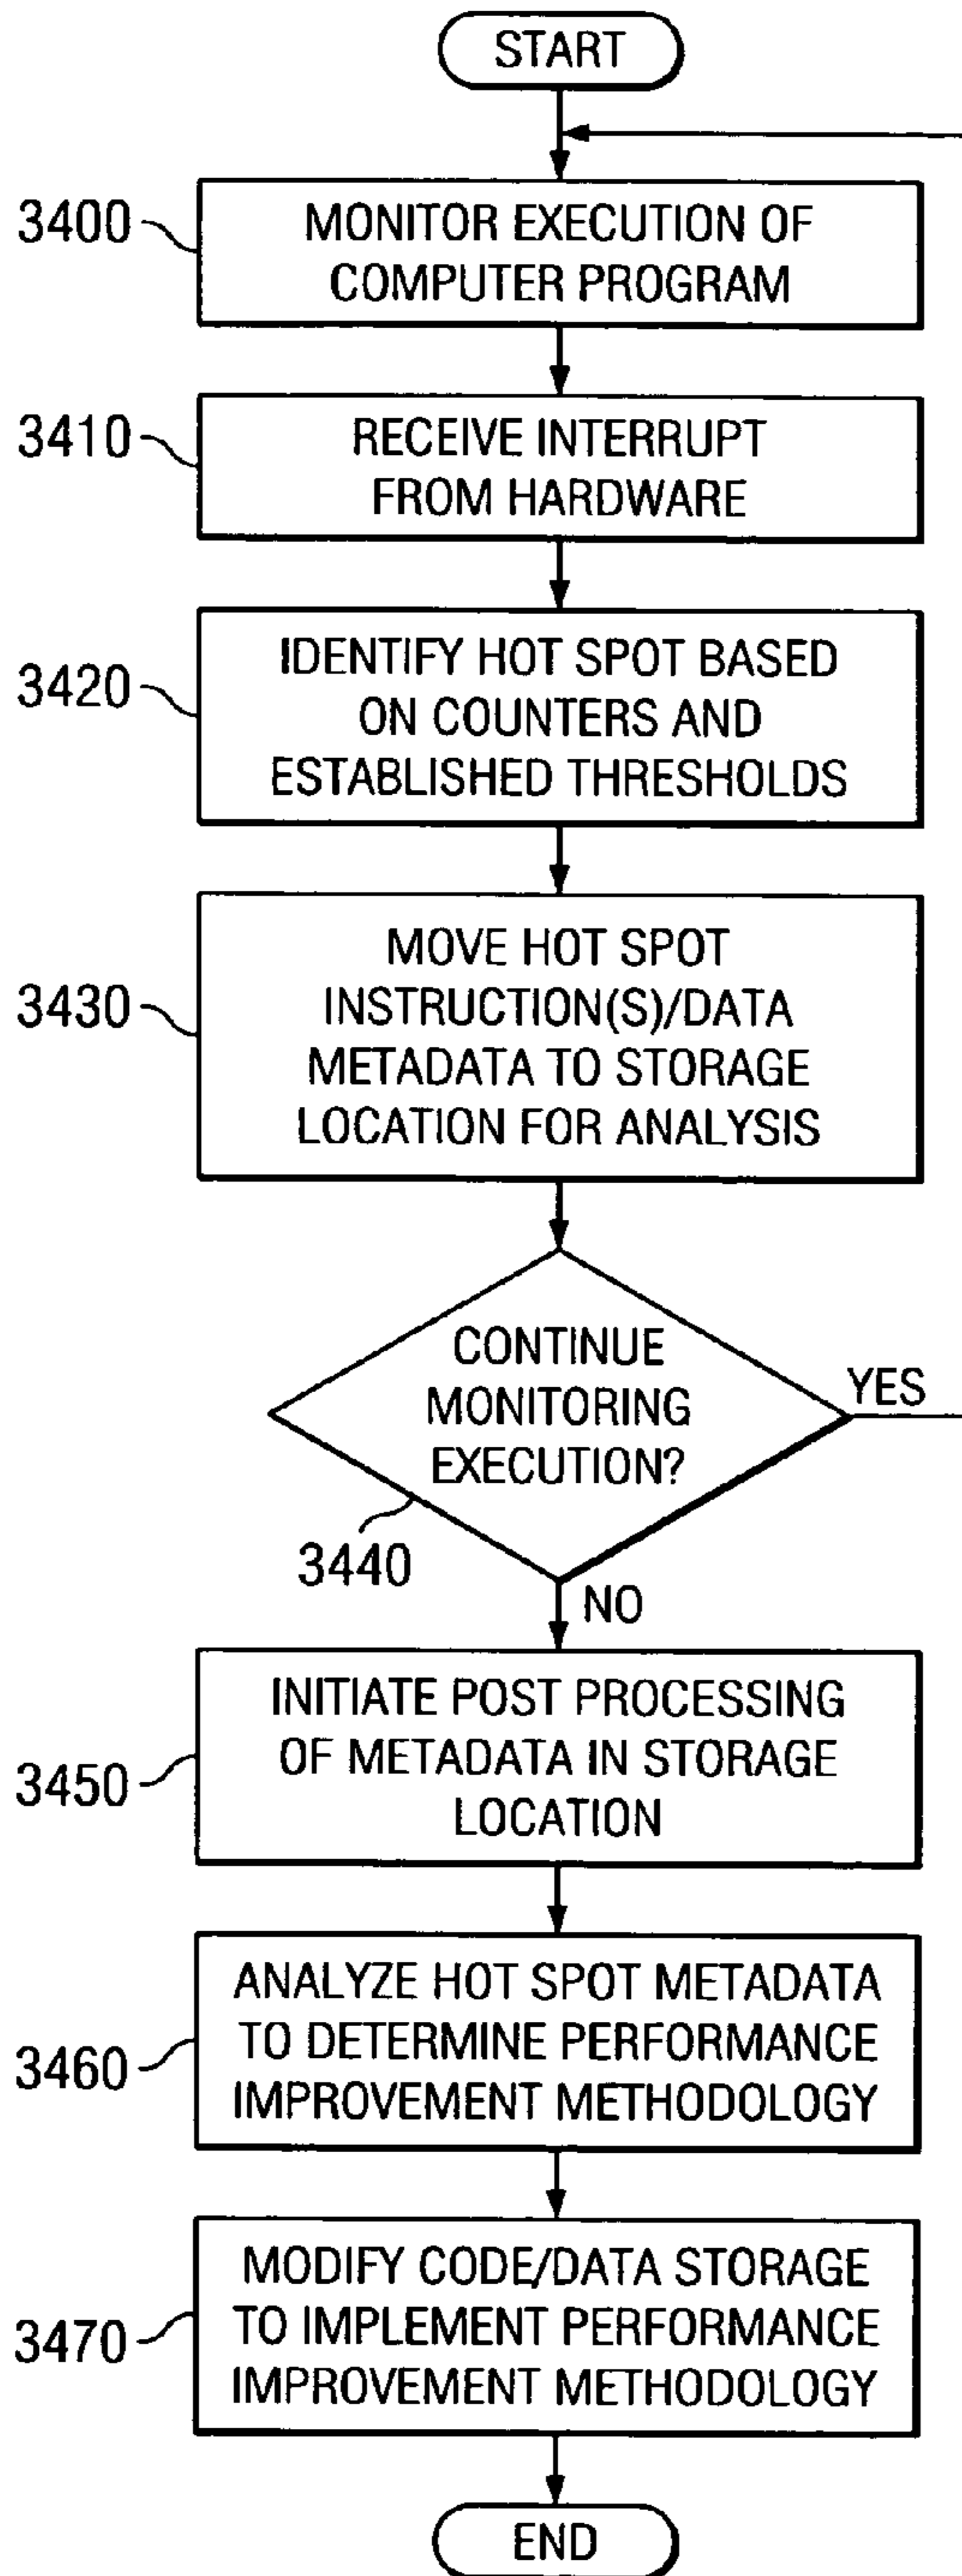 START
3400
MONITOR EXECUTION OF
COMPUTER PROGRAM
3410
RECEIVE INTERRUPT
FROM HARDWARE
3420
IDENTIFY HOT SPOT BASED
ON COUNTERS AND
ESTABLISHED THRESHOLDS
3430
MOVE HOT SPOT
INSTRUCTION(S)/DATA
METADATA TO STORAGE
LOCATION FOR ANALYSIS
CONTINUE
MONITORING
EXECUTION?
YES
3440
NO
3450
INITIATE POST PROCESSING
OF METADATA IN STORAGE
LOCATION
3460
ANALYZE HOT SPOT METADATA
TO DETERMINE PERFORMANCE
IMPROVEMENT METHODOLOGY
3470
MODIFY CODE/DATA STORAGE
TO IMPLEMENT PERFORMANCE
IMPROVEMENT METHODOLOGY
END